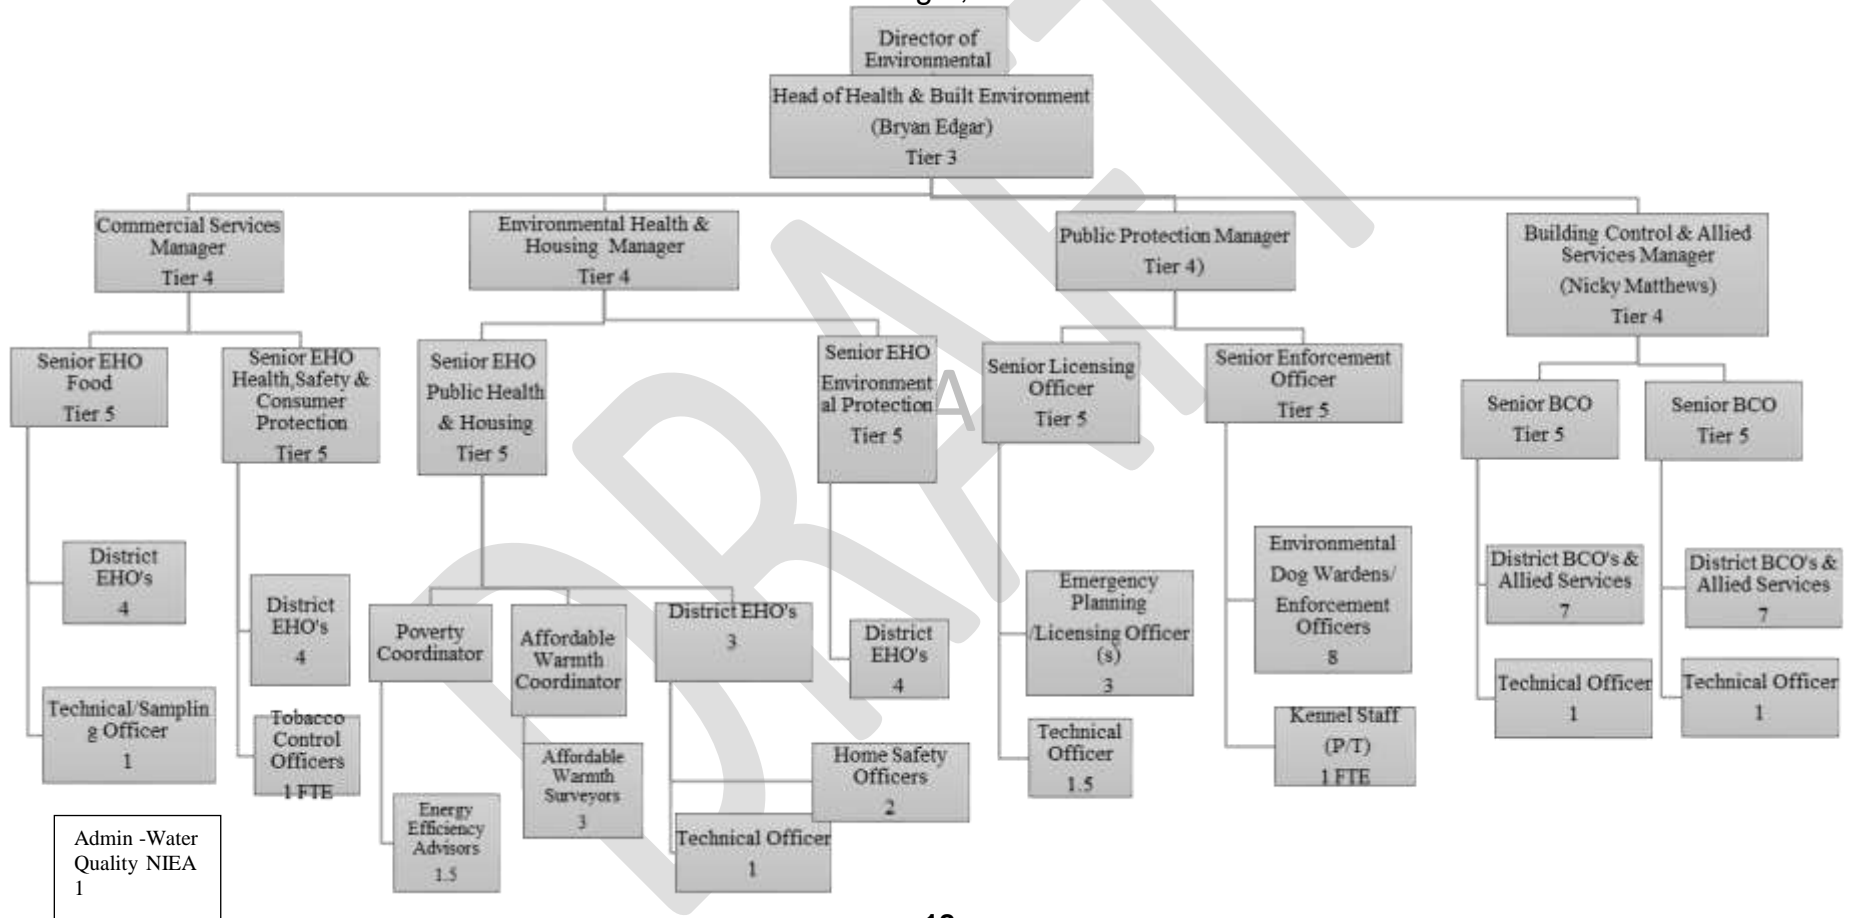 Director of
Environmental
Head of Health & Built Environment
(Bryan Edgar)
Tier 3
Commercial Services
Manager
Tier 4
Environmental Health &
Housing Manager
Tier 4
Public Protection Manager
Tier 4)
Building Control & Allied
Services Manager
(Nicky Matthews)
Tier 4
Senior EHO
Food
Tier 5
Senior EHO
Health,Safety &
Consumer
Protection
Tier 5
Senior EHO
Public Health
& Housing
Tier 5
Senior EHO
Environment
al Protection
Tier 5
Senior Licensing
Officer
Tier 5
Senior Enforcement
Officer
Tier 5
Senior BCO
Tier 5
Senior BCO
Tier 5
District
EHO's
4
Technical/Samplin
g Officer
1
District
EHO's
4
Tobacco
Control
Officers
1 FTE
Poverty
Coordinator
Energy
Efficiency
Advisors
1.5
Affordable
Warmth
Coordinator
Affordable
Warmth
Surveyors
3
District EHO's
3
Home Safety
Officers
2
Technical Officer
1
District
EHO's
4
Emergency
Planning
/Licensing Officer
(s)
3
Technical
Officer
1.5
Environmental
Dog Wardens/
Enforcement
Officers
8
Kennel Staff
(P/T)
1 FTE
District BCO's &
Allied Services
7
Technical Officer
1
District BCO's &
Allied Services
7
Technical Officer
1
Admin -Water
Quality NIEA
1
A
DRAFT